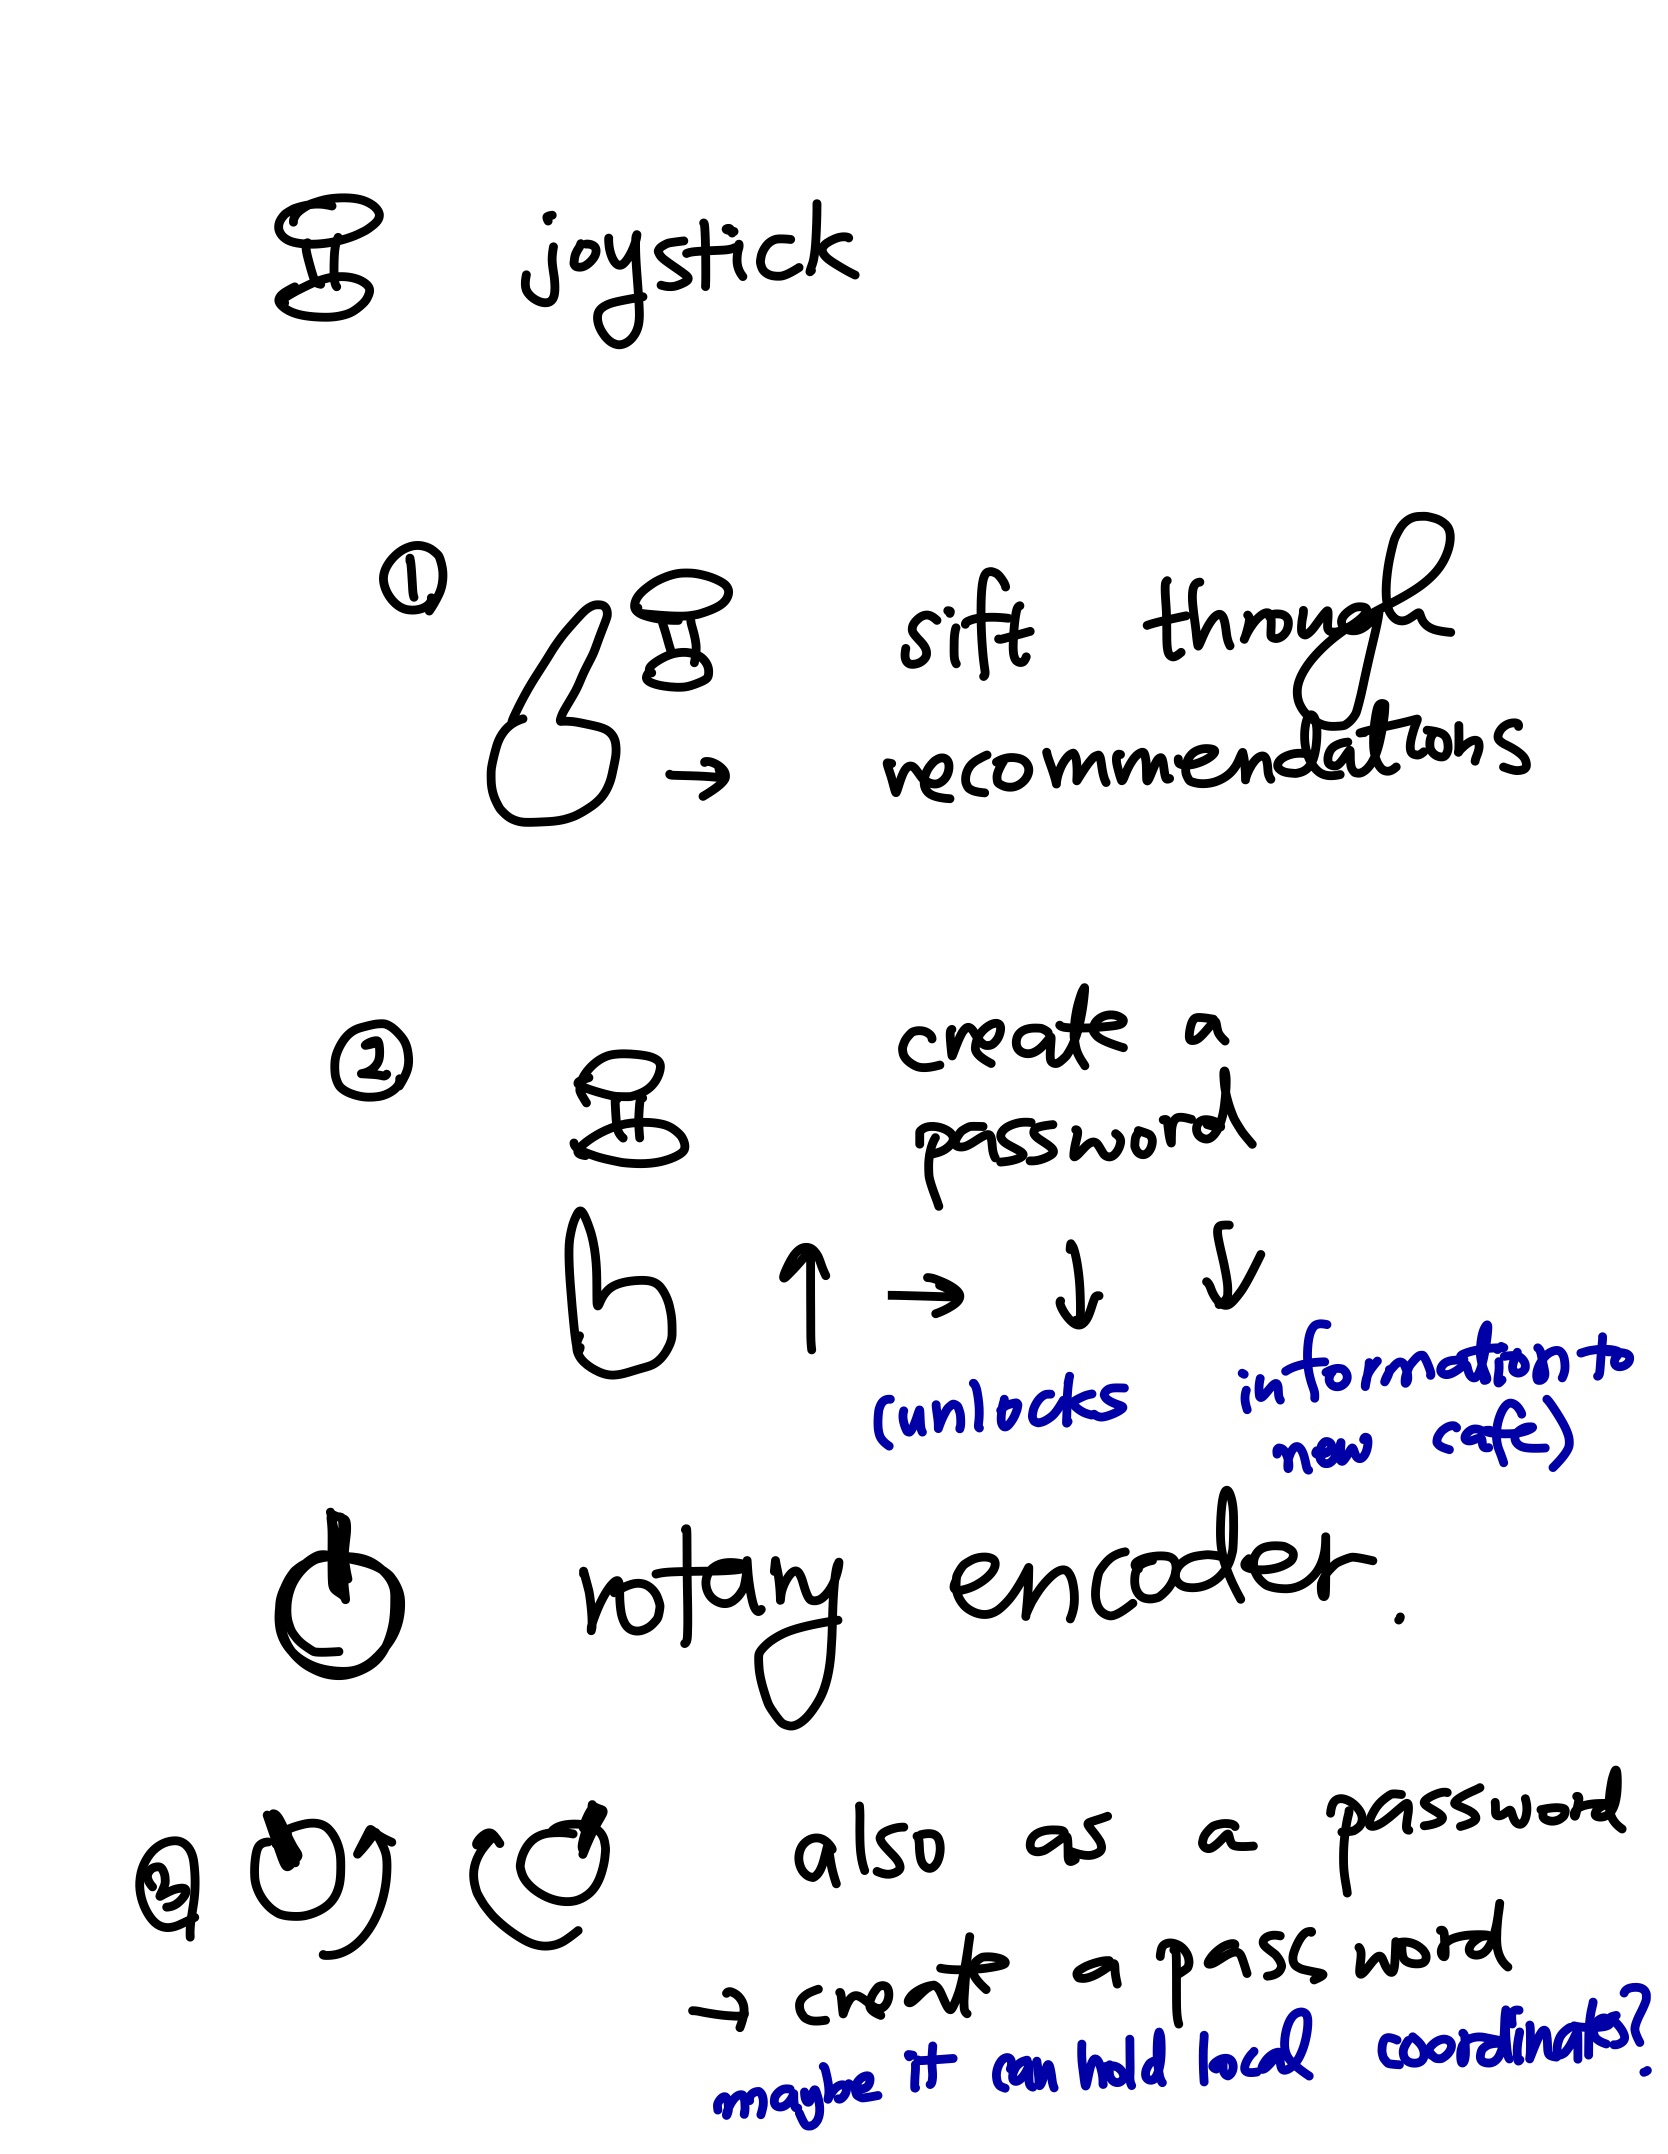 joystick
① sift through
→ recommendations
② create a
password
↑ → ↓ ↓
(unlocks information to
new cafe)
rotary encoder.
③ also as a password
→ create a password
maybe it can hold local coordinates?